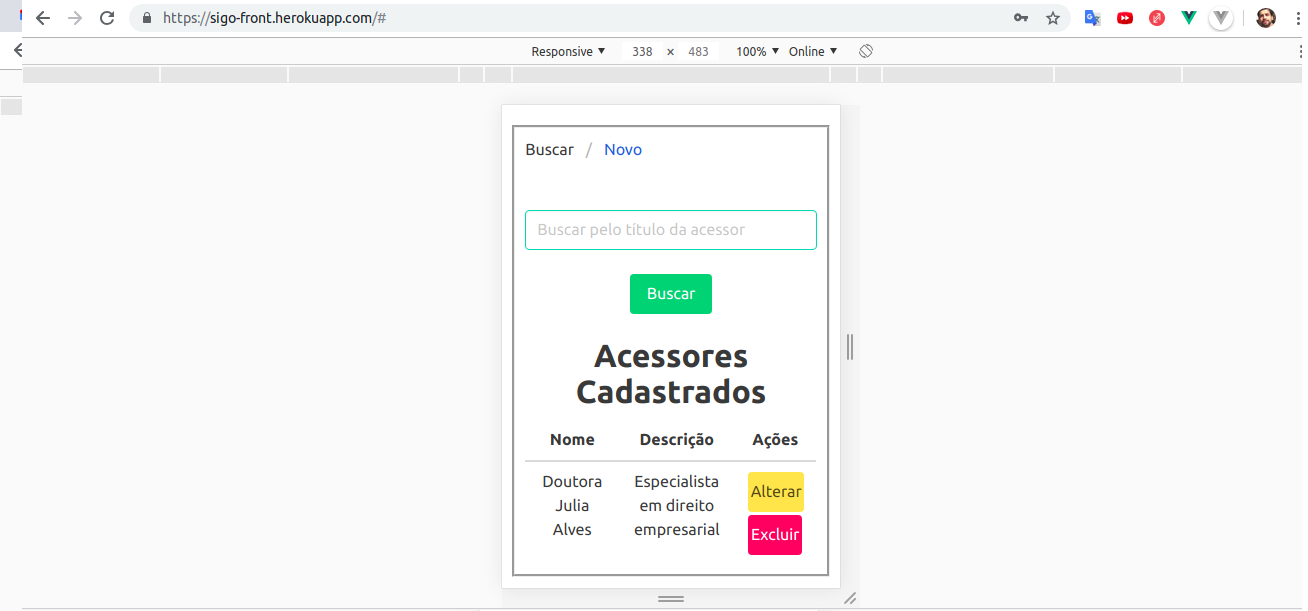 https://sigo-front.herokuapp.com/#
Responsive ▼ 338 × 483 100% ▼ Online ▼
Buscar / Novo
Buscar pelo título da acessor
Buscar
Acessores
Cadastrados
Nome Descrição Ações
Doutora Especialista Alterar
Julia em direito
Alves empresarial Excluir